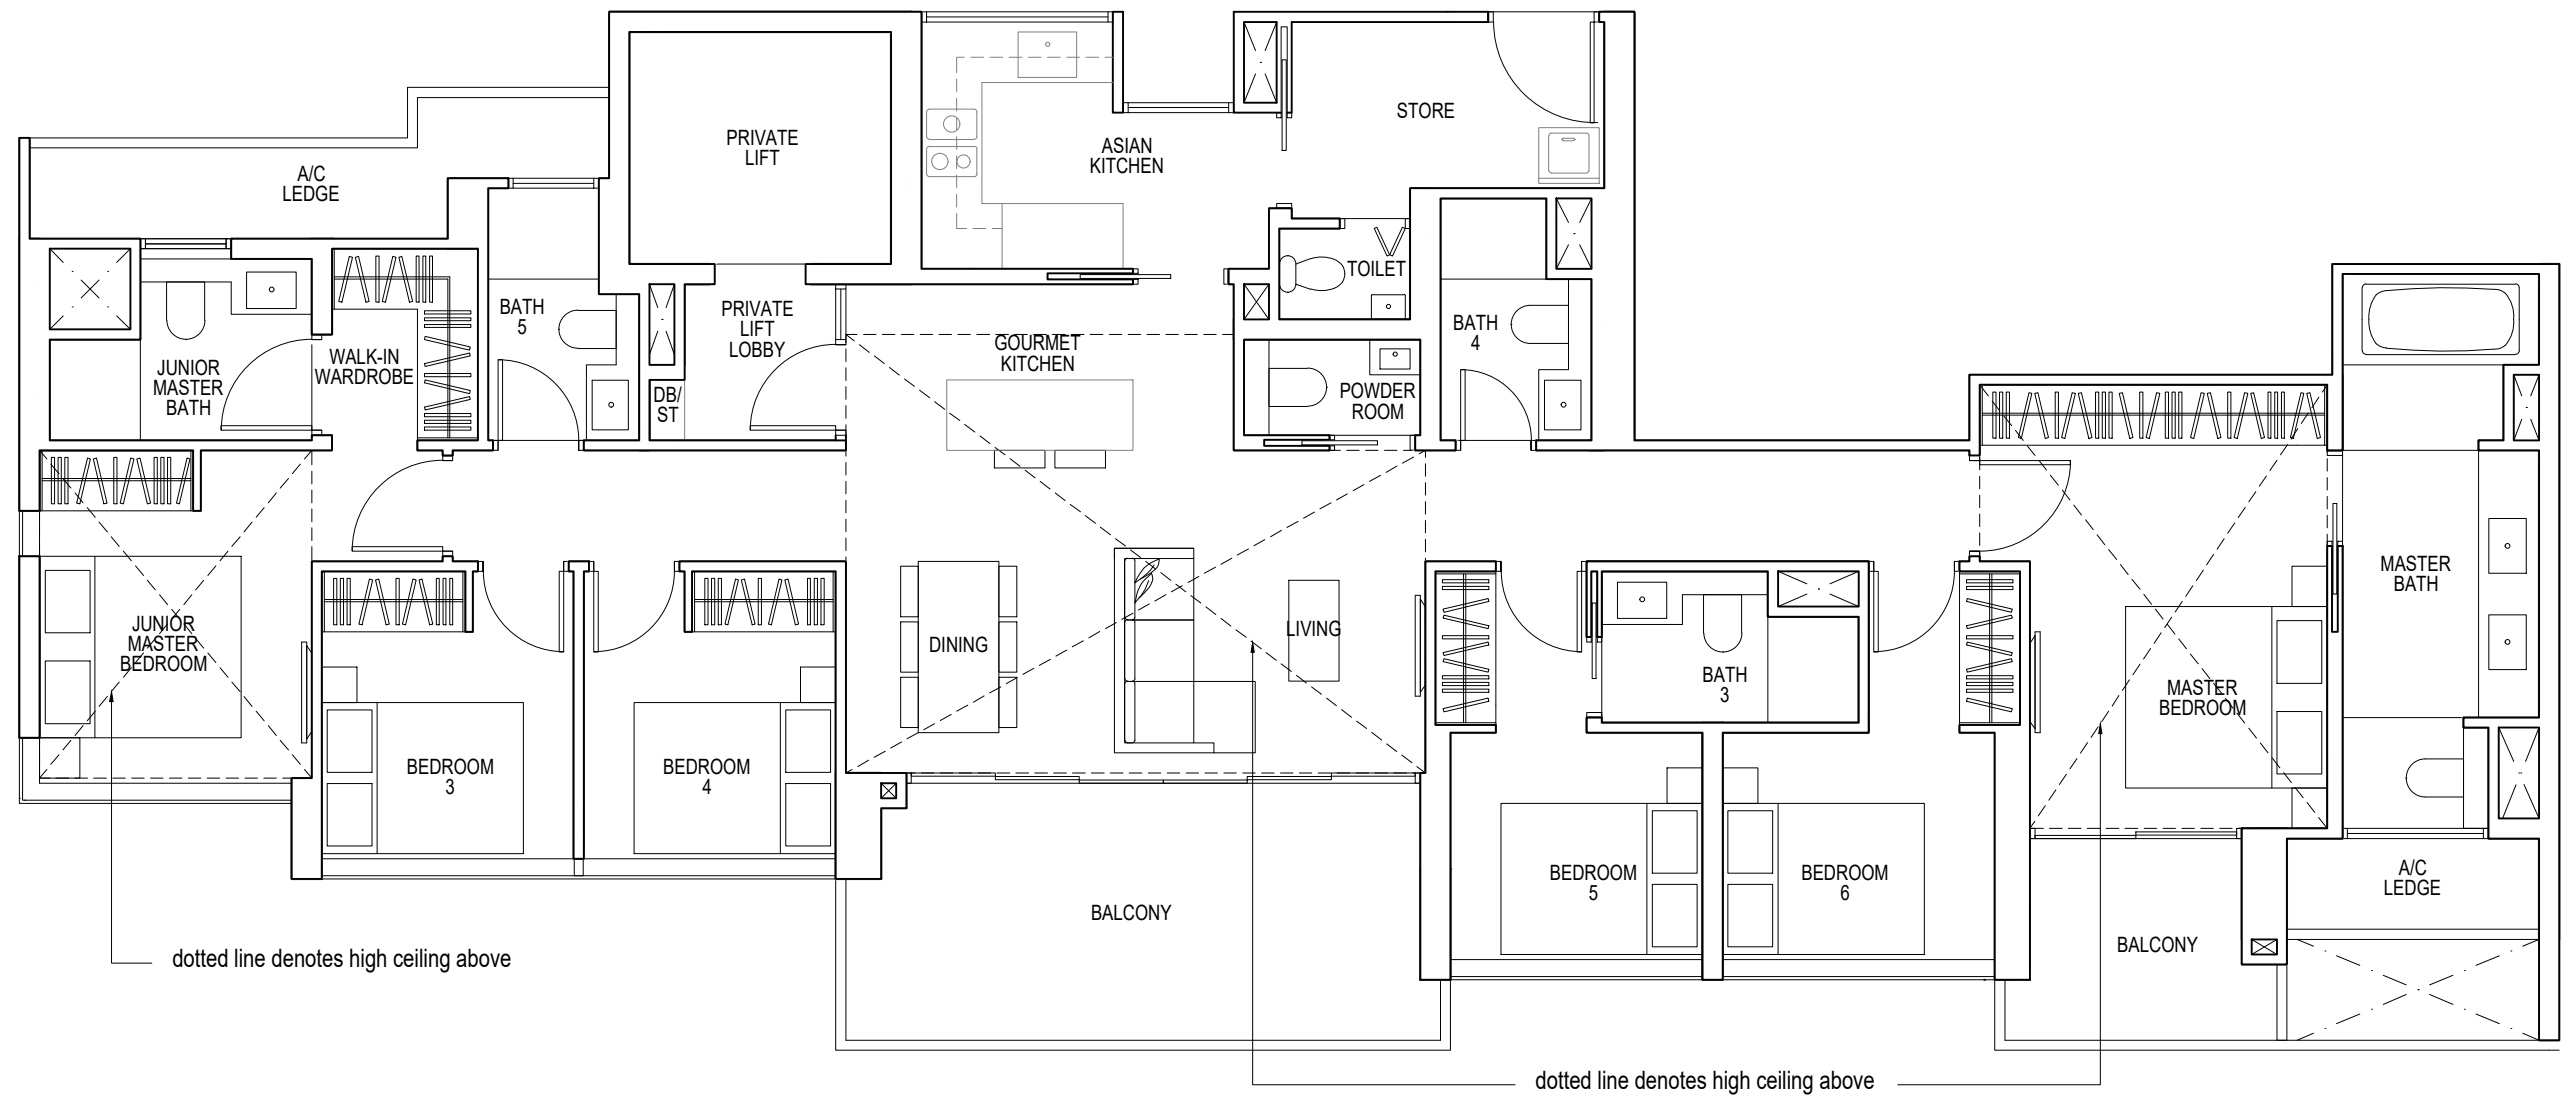 PRIVATE
LIFT
STORE
ASIAN
KITCHEN
A/C
LEDGE
TOILET
BATH
5
PRIVATE
LIFT
LOBBY
BATH
4
GOURMET
KITCHEN
WALK-IN
WARDROBE
JUNIOR
MASTER
BATH
DB/
ST
POWDER
ROOM
MASTER
BATH
JUNIOR
MASTER
BEDROOM
DINING
LIVING
BATH
3
MASTER
BEDROOM
BEDROOM
3
BEDROOM
4
BEDROOM
5
BEDROOM
6
A/C
LEDGE
BALCONY
BALCONY
dotted line denotes high ceiling above
dotted line denotes high ceiling above